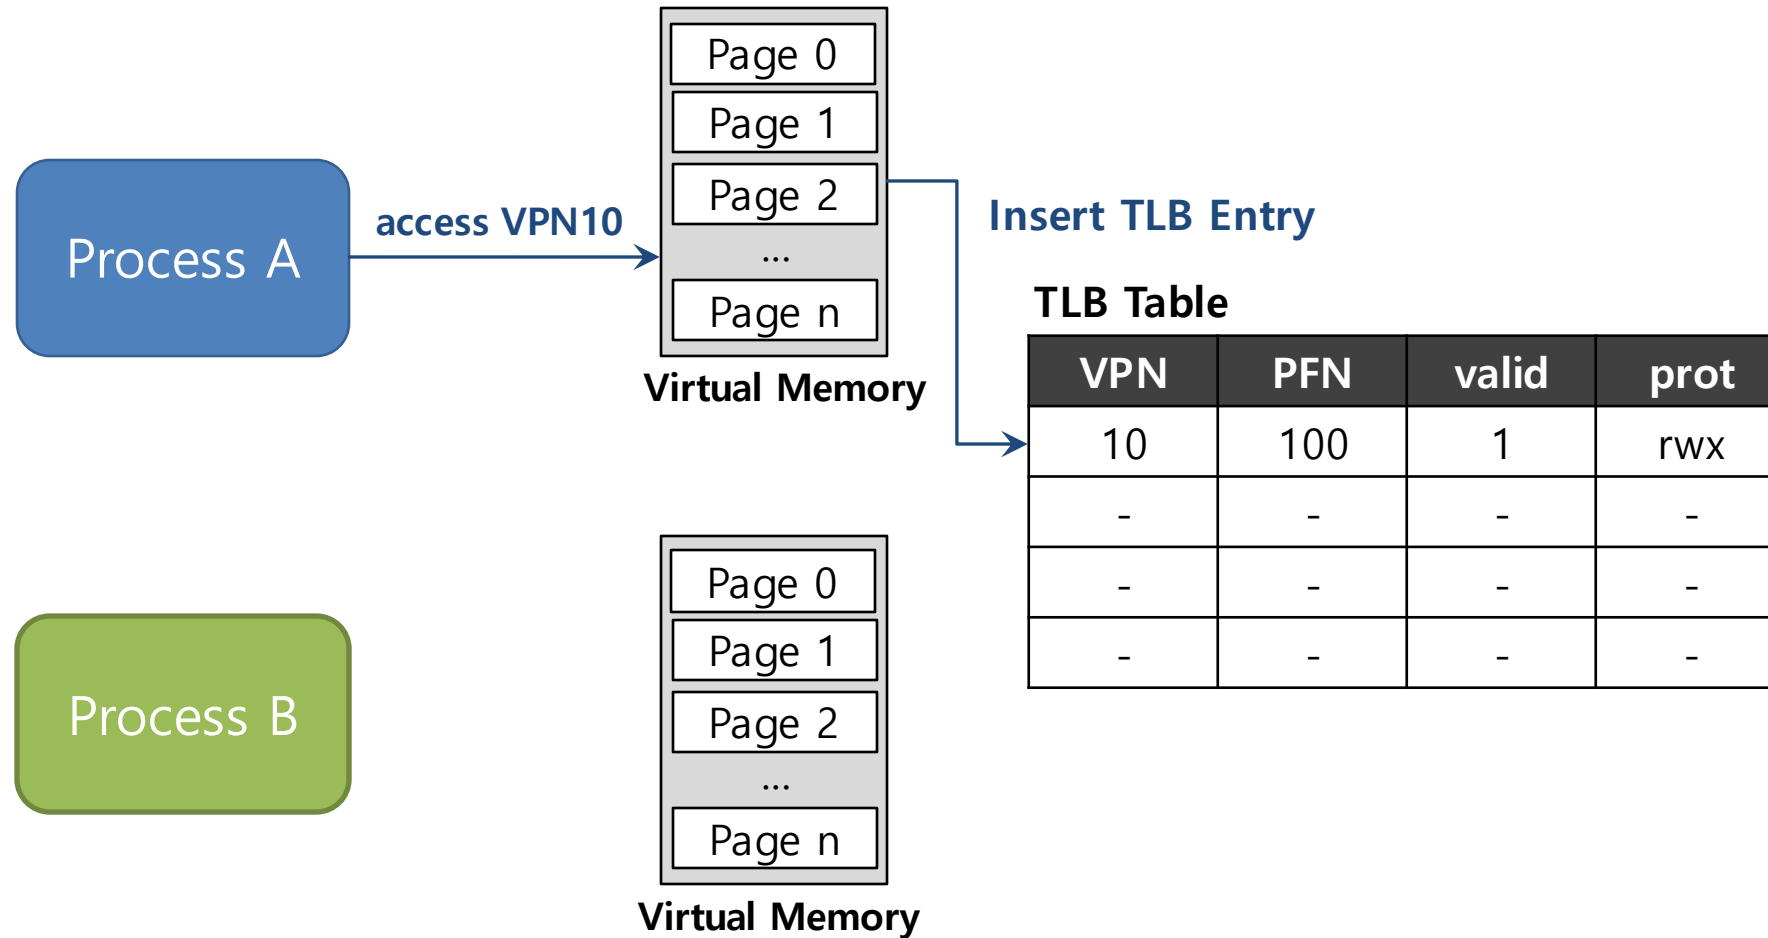 Page 0
Page 1
Page 2
...
Page n
Virtual Memory
Process A
access VPN10
Insert TLB Entry
TLB Table
VPN PFN valid prot
10 100 1 rwx
- - - -
- - - -
- - - -
Process B
Page 0
Page 1
Page 2
...
Page n
Virtual Memory